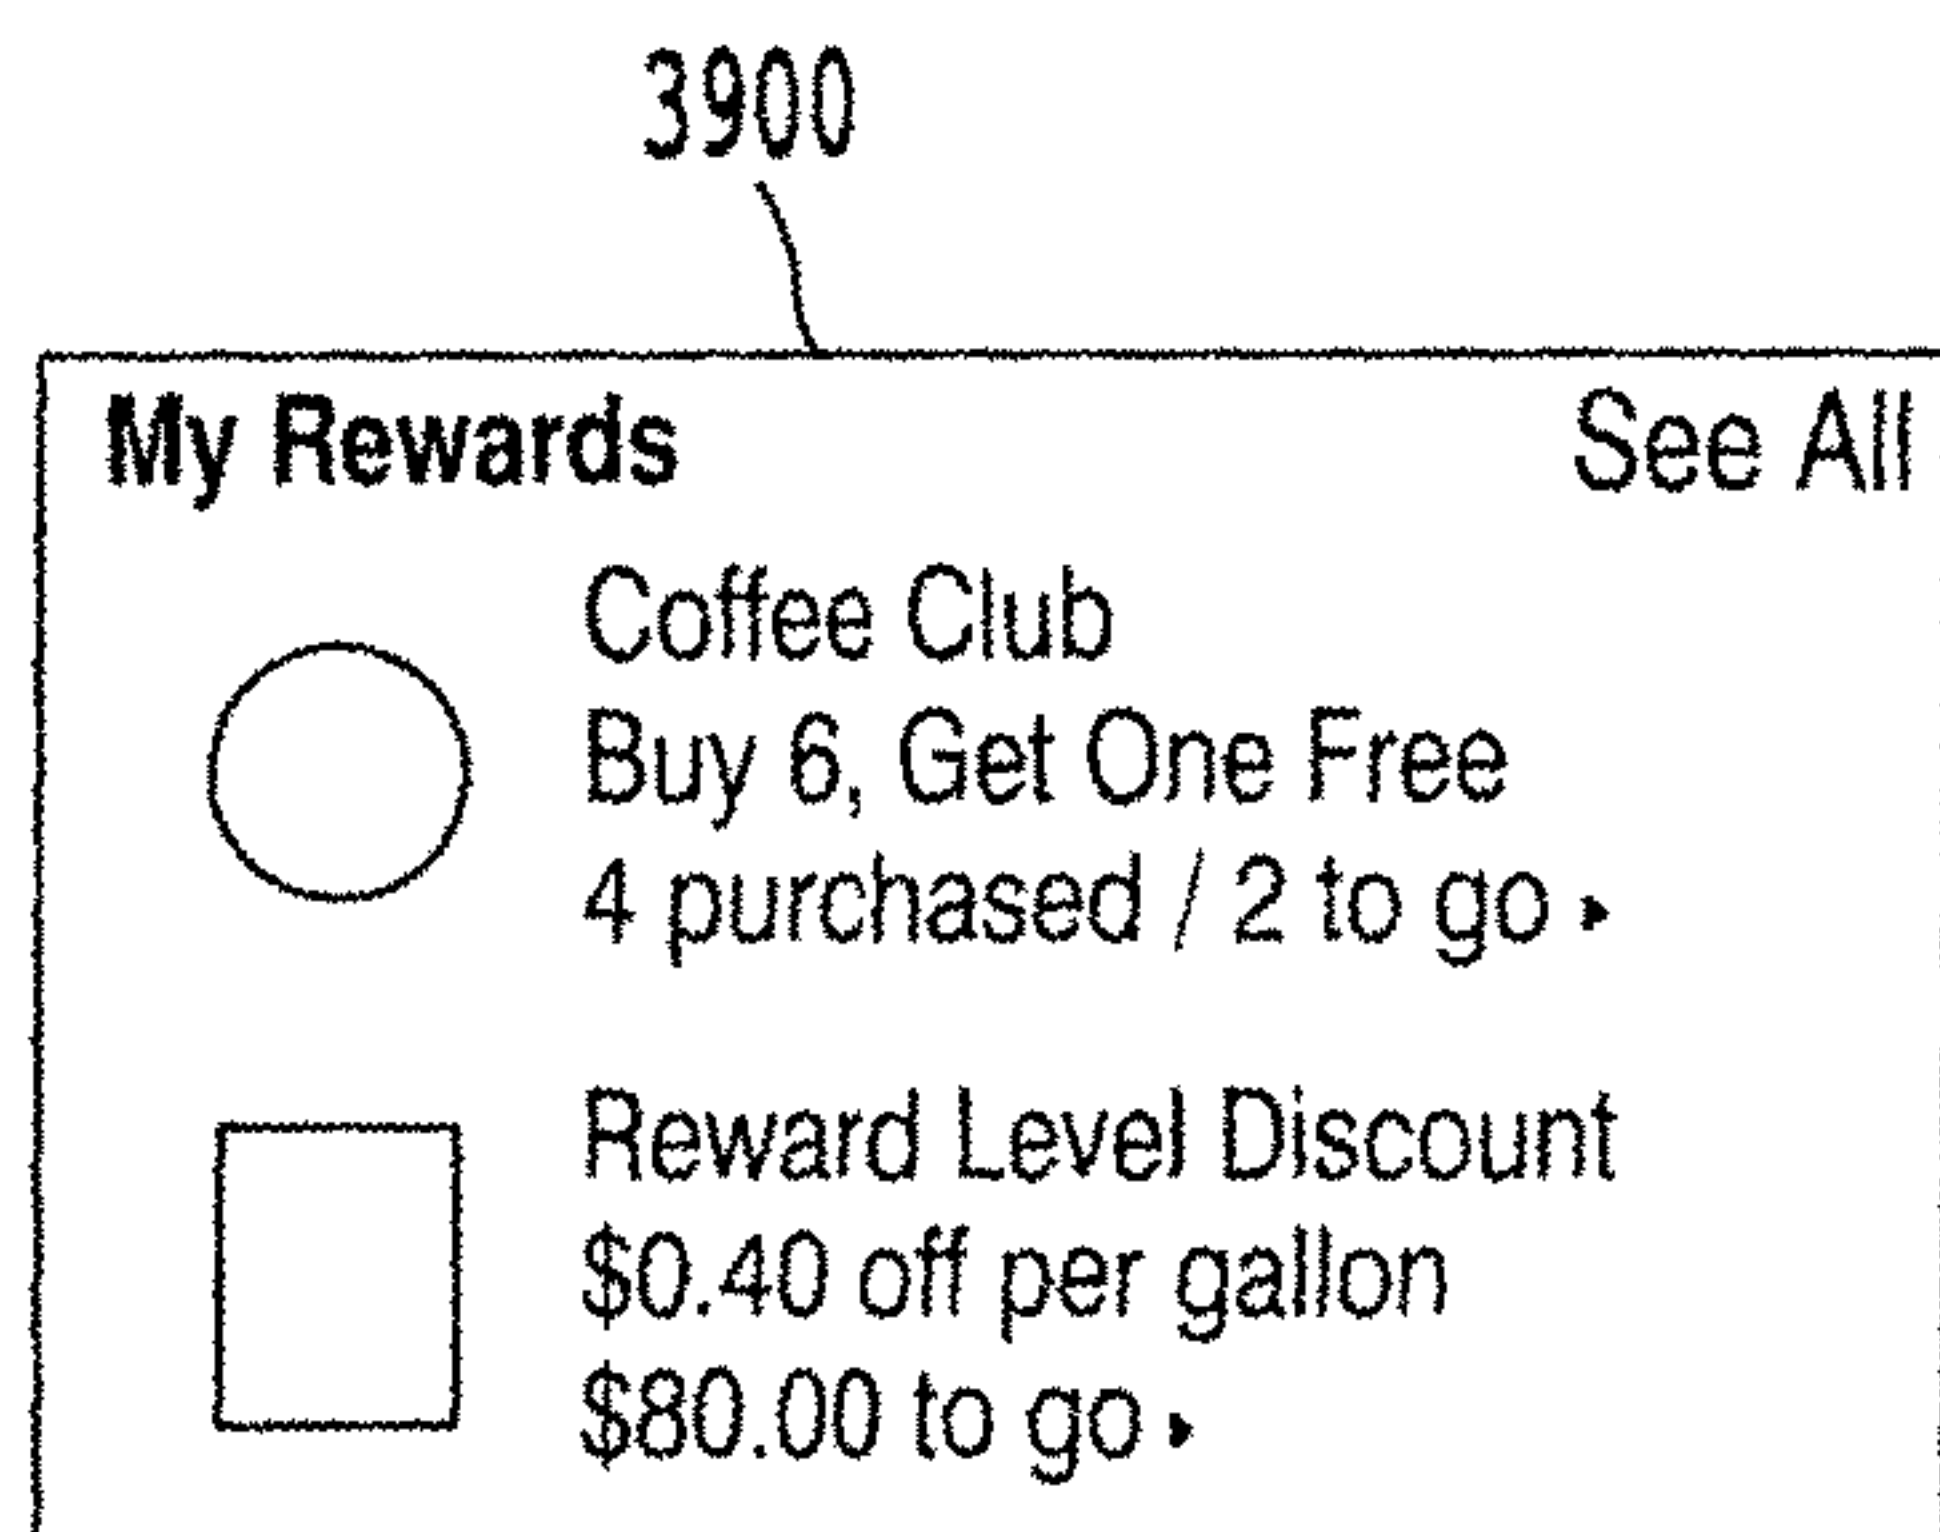 3900
My Rewards See All
Coffee Club
Buy 6, Get One Free
4 purchased / 2 to go ▸
Reward Level Discount
$0.40 off per gallon
$80.00 to go ▸